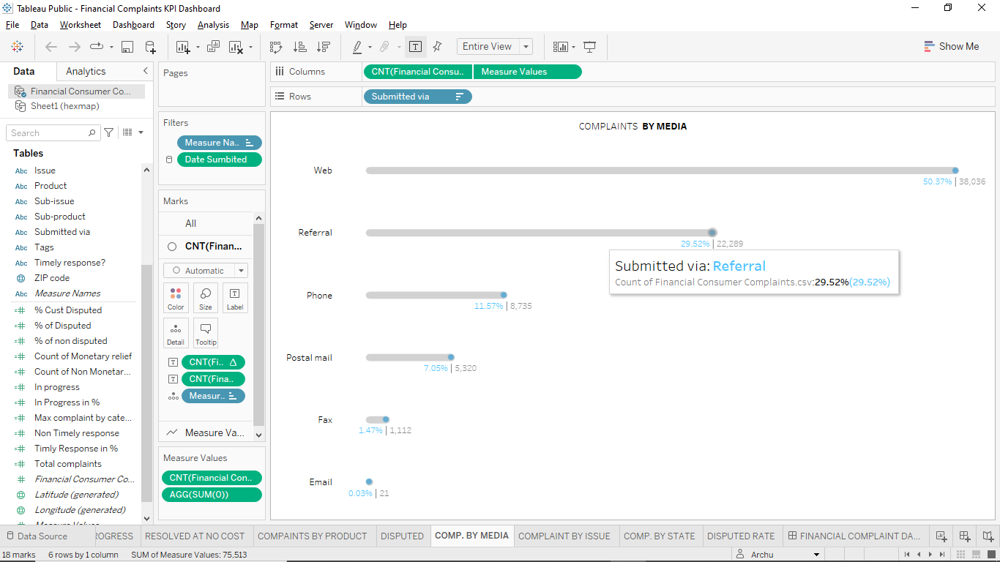 Tableau Public - Financial Complaints KPI Dashboard
File Data Worksheet Dashboard Story Analysis Map Format Server Window Help
Entire View
Show Me
Data Analytics
Financial Consumer Co...
Sheet1 (hexmap)
Search
Tables
Abc Issue
Abc Product
Abc Sub-issue
Abc Sub-product
Abc Submitted via
Abc Tags
Abc Timely response?
ZIP code
Abc Measure Names
% Cust Disputed
% of Disputed
% of non disputed
Count of Monetary relief
Count of Non Monetar...
In progress
In Progress in %
Max complaint by cate...
Non Timely response
Timly Response in %
Total complaints
Financial Consumer Co...
Latitude (generated)
Longitude (generated)
Measure Values
Pages
Filters
Measure Na..
Date Sumbited
Marks
All
CNT(Finan...
Automatic
Color Size Label
Detail Tooltip
CNT(Fi..
CNT(Fina..
Measur..
Measure Va...
Measure Values
CNT(Financial Con..
AGG(SUM(0))
Columns CNT(Financial Consu.. Measure Values
Rows Submitted via
COMPLAINTS BY MEDIA
Web
50.37% | 38,036
Referral
29.52% | 22,289
Submitted via: Referral
Count of Financial Consumer Complaints.csv:29.52%(29.52%)
Phone
11.57% | 8,735
Postal mail
7.05% | 5,320
Fax
1.47% | 1,112
Email
0.03% | 21
Data Source ROGRESS RESOLVED AT NO COST COMPAINTS BY PRODUCT DISPUTED COMP. BY MEDIA COMPLAINT BY ISSUE COMP. BY STATE DISPUTED RATE FINANCIAL COMPLAINT DA...
18 marks 6 rows by 1 column SUM of Measure Values: 75,513 Archu